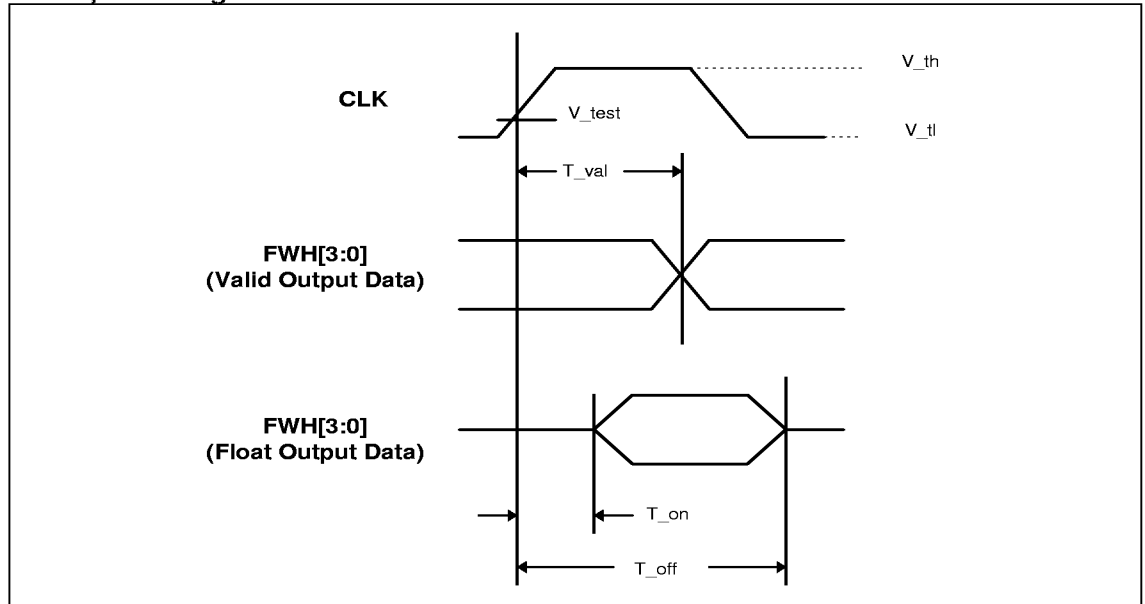 V_th
CLK
V_test
V_tl
T_val
FWH[3:0]
(Valid Output Data)
FWH[3:0]
(Float Output Data)
T_on
T_off